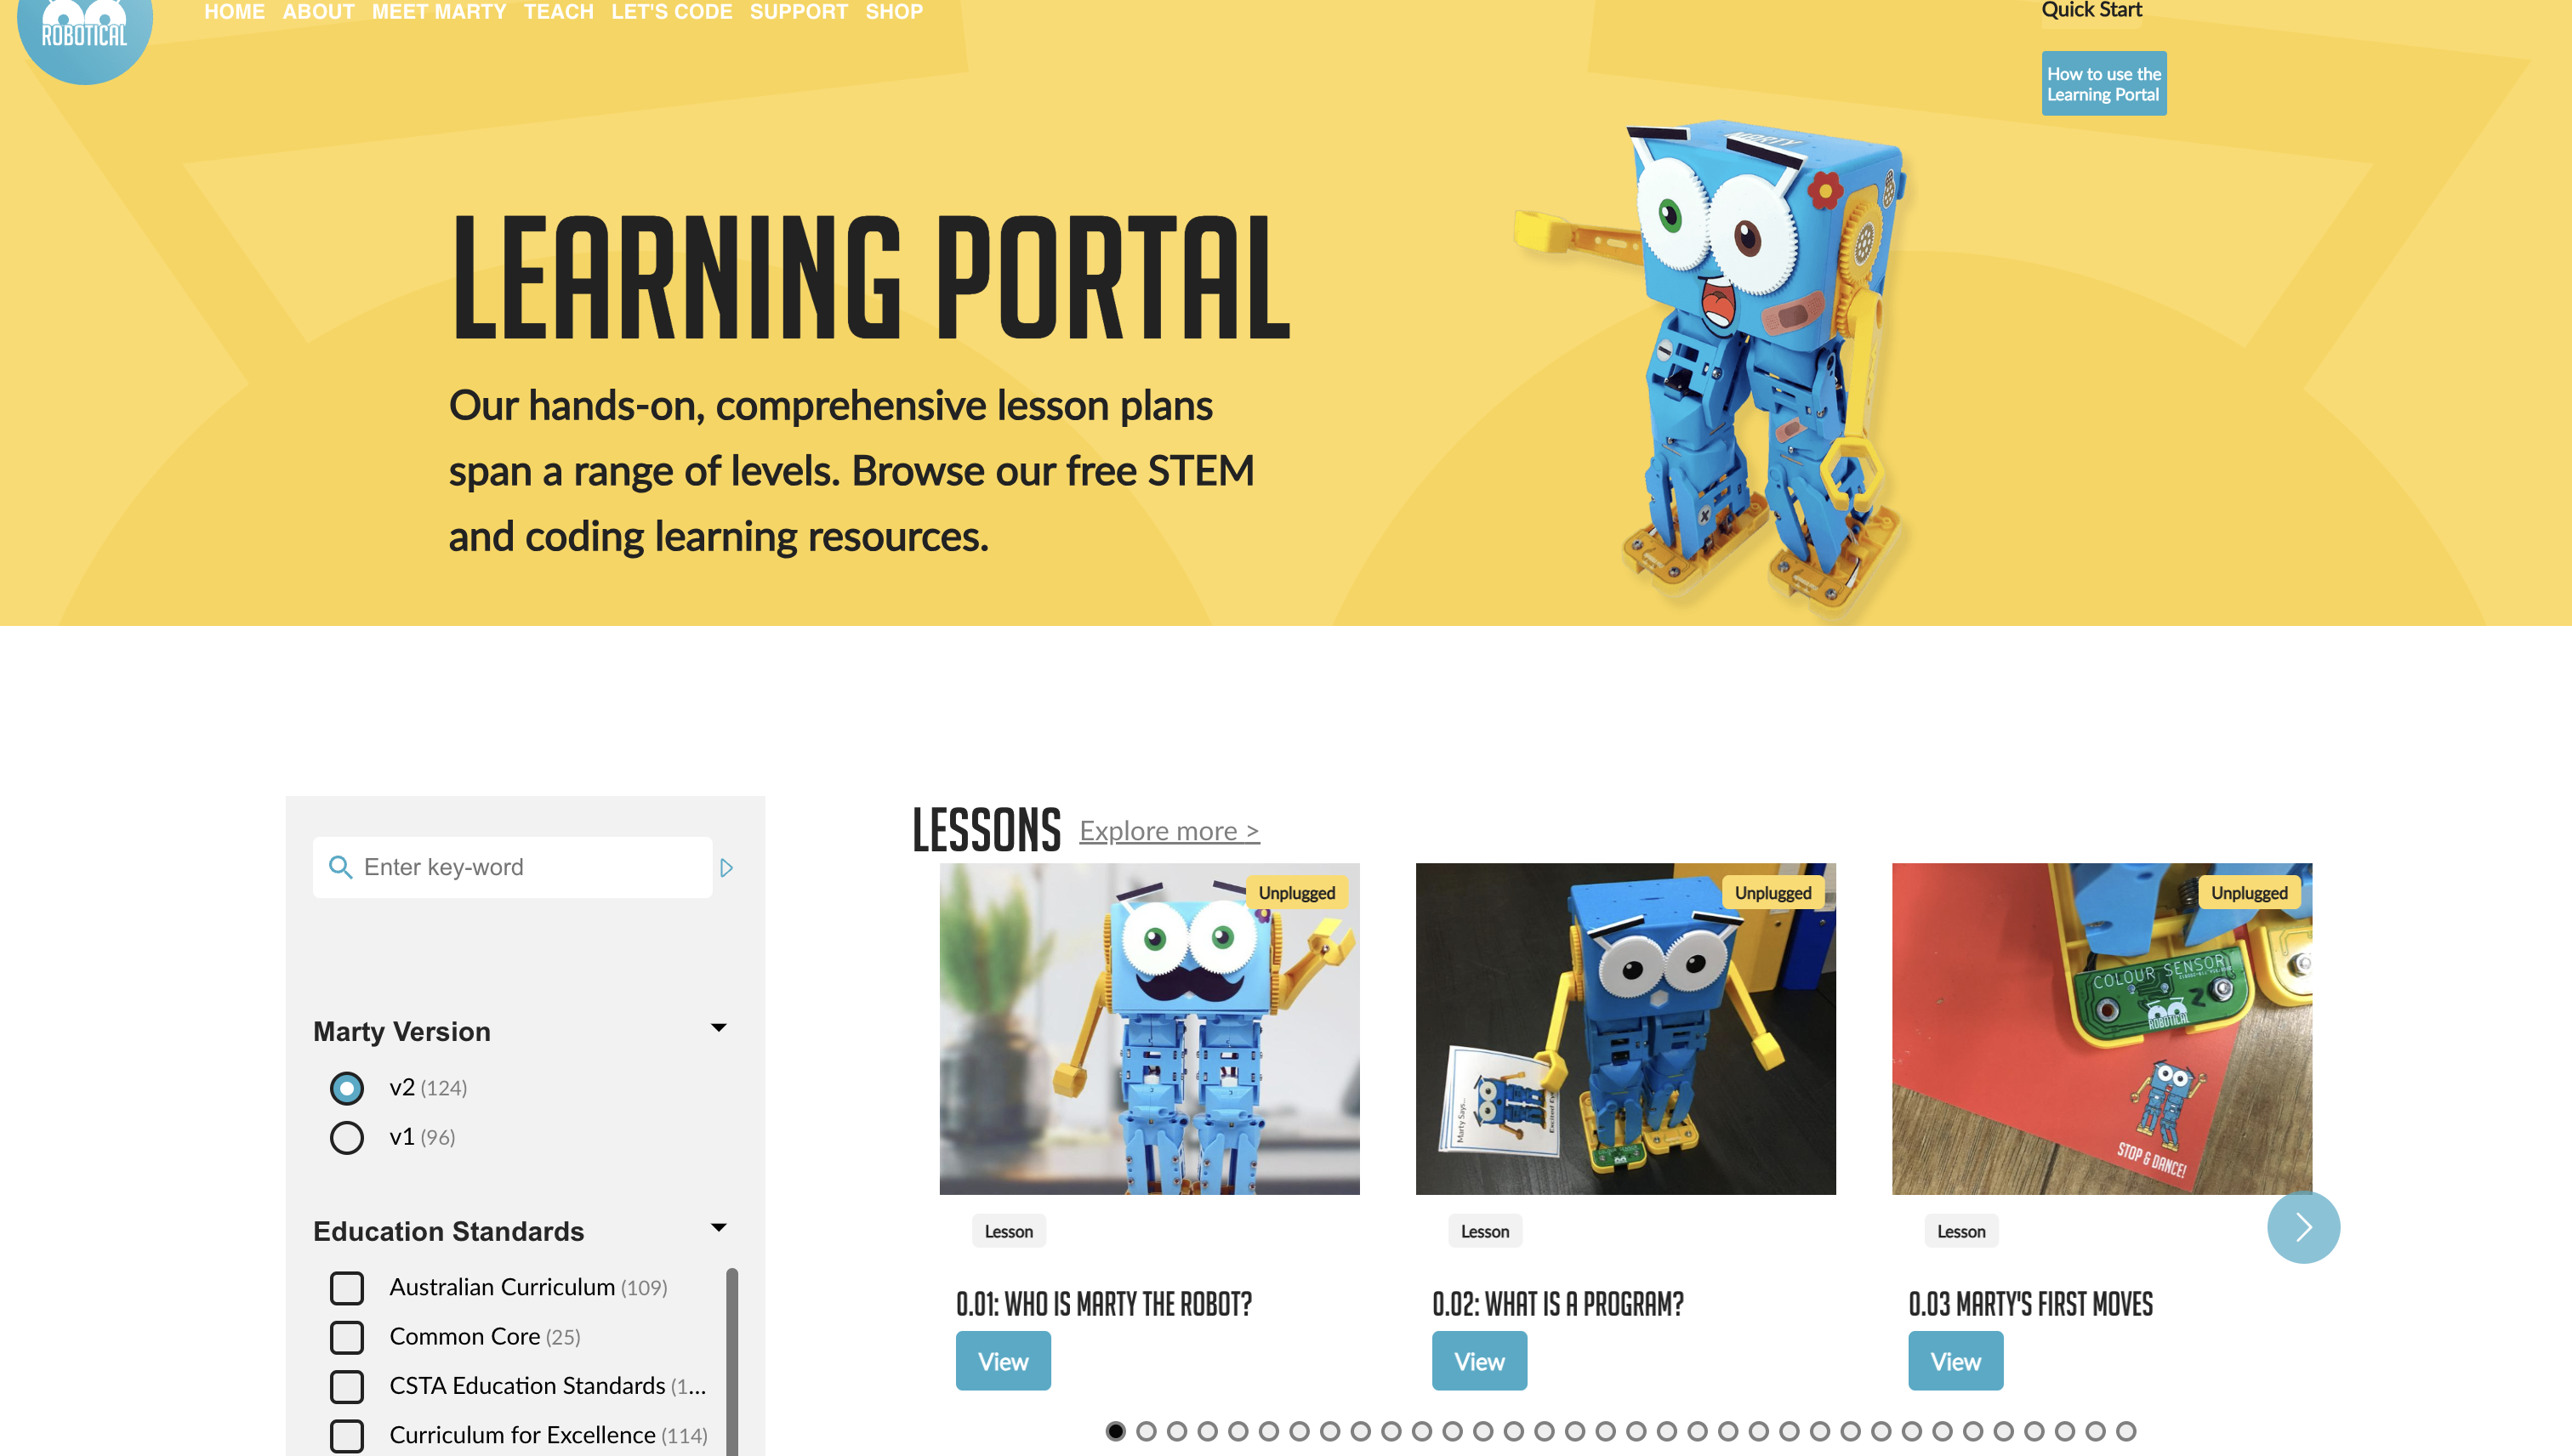 ROBOTICAL
HOME ABOUT MEET MARTY TEACH LET'S CODE SUPPORT SHOP
Quick Start
How to use the
Learning Portal
MARTY
LEARNING PORTAL
Our hands-on, comprehensive lesson plans
span a range of levels. Browse our free STEM
and coding learning resources.
Enter key-word
Marty Version
v2 (124)
v1 (96)
Education Standards
Australian Curriculum (109)
Common Core (25)
CSTA Education Standards (1...
Curriculum for Excellence (114)
LESSONS Explore more >
Unplugged
Lesson
0.01: WHO IS MARTY THE ROBOT?
View
Unplugged
Marty Says...
Lesson
0.02: WHAT IS A PROGRAM?
View
Unplugged
COLOUR SENSOR
ROBOTICAL
STOP & DANCE!
Lesson
0.03 MARTY'S FIRST MOVES
View